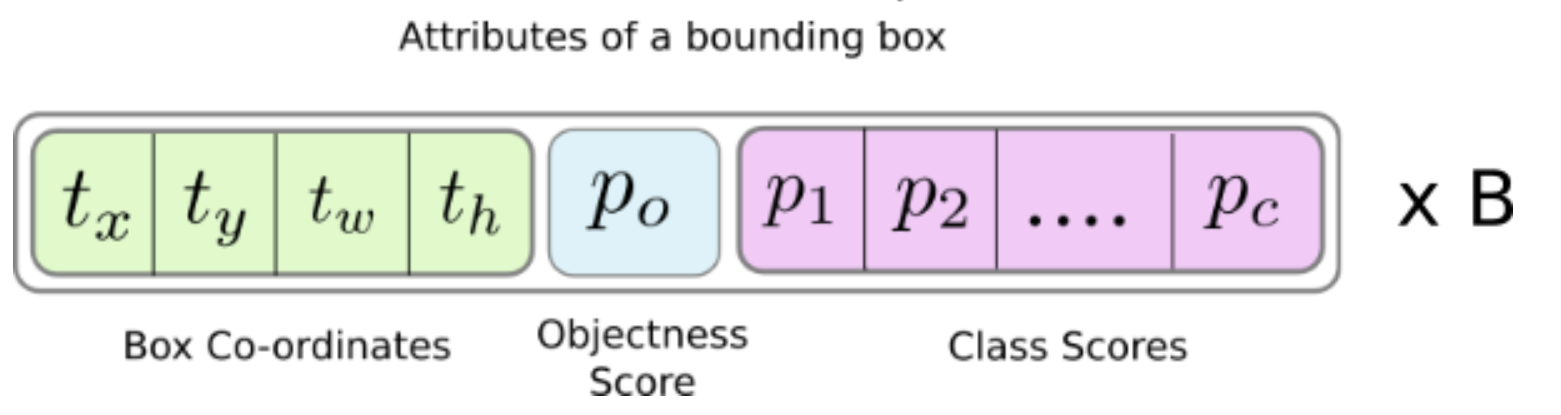 Attributes of a bounding box
t_x t_y t_w t_h p_o p_1 p_2 .... p_c x B
Box Co-ordinates
Objectness
Score
Class Scores